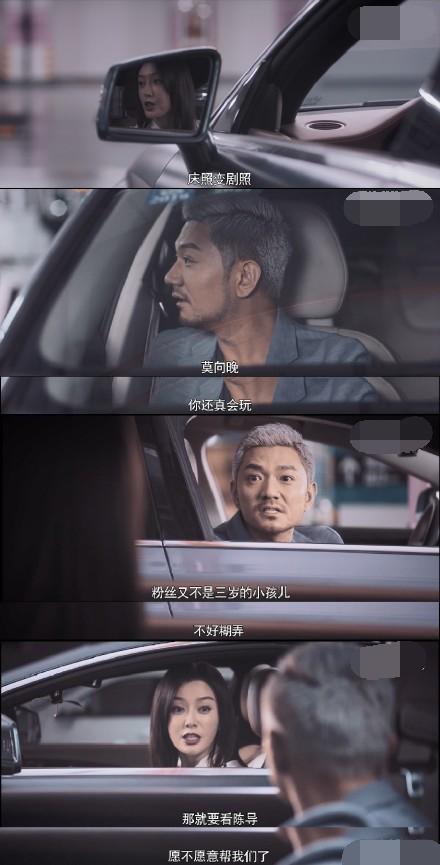 床照变剧照
莫向晚
你还真会玩
粉丝又不是三岁的小孩儿
不好糊弄
那就要看陈导
愿不愿意帮我们了